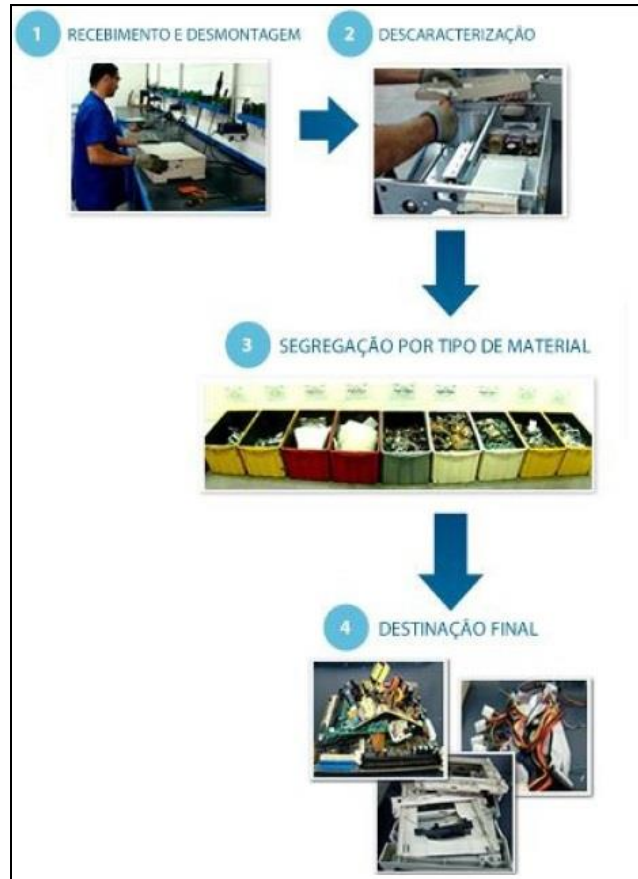 1 RECEBIMENTO E DESMONTAGEM
2 DESCARACTERIZAÇÃO
3 SEGREGAÇÃO POR TIPO DE MATERIAL
4 DESTINAÇÃO FINAL